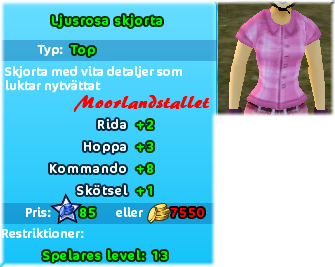 Ljusrosa skjorta
Typ: Top
Skjorta med vita detaljer som
luktar nytvättat
Moorlandstallet
Rida +2
Hoppa +3
Kommando +8
Skötsel +1
Pris: 85 eller 7550
Restriktioner:
Spelares level: 13